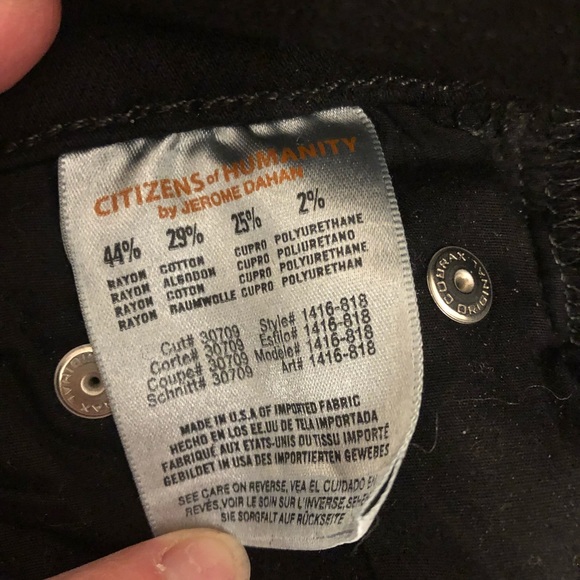 CITIZENS of HUMANITY
by JEROME DAHAN
44% 29% 25% 2%
RAYON COTTON CUPRO POLYURETHANE
RAYON ALGODON CUPRO POLIURETANO
RAYON COTON CUPRO POLYURETHANE
RAYON BAUMWOLLE CUPRO POLYURETHAN
Cut# 30709 Style# 1416-818
Corte# 30709 Estilo# 1416-818
Coupe# 30709 Modele# 1416-818
Schnitt# 30709 Art# 1416-818
MADE IN U.S.A OF IMPORTED FABRIC
HECHO EN LOS EE.UU DE TELA IMPORTADA
FABRIQUÉ AUX ETATS-UNIS DU TISSU IMPORTÉ
GEBILDET IN USA DES IMPORTIERTEN GEWEBES
SEE CARE ON REVERSE, VEA EL CUIDADO EN
REVÉS, VOIR LE SOIN SUR L'INVERSE,
SIE SORGFALT AUF RÜCKSEITE
COBRAX ORIGINAL